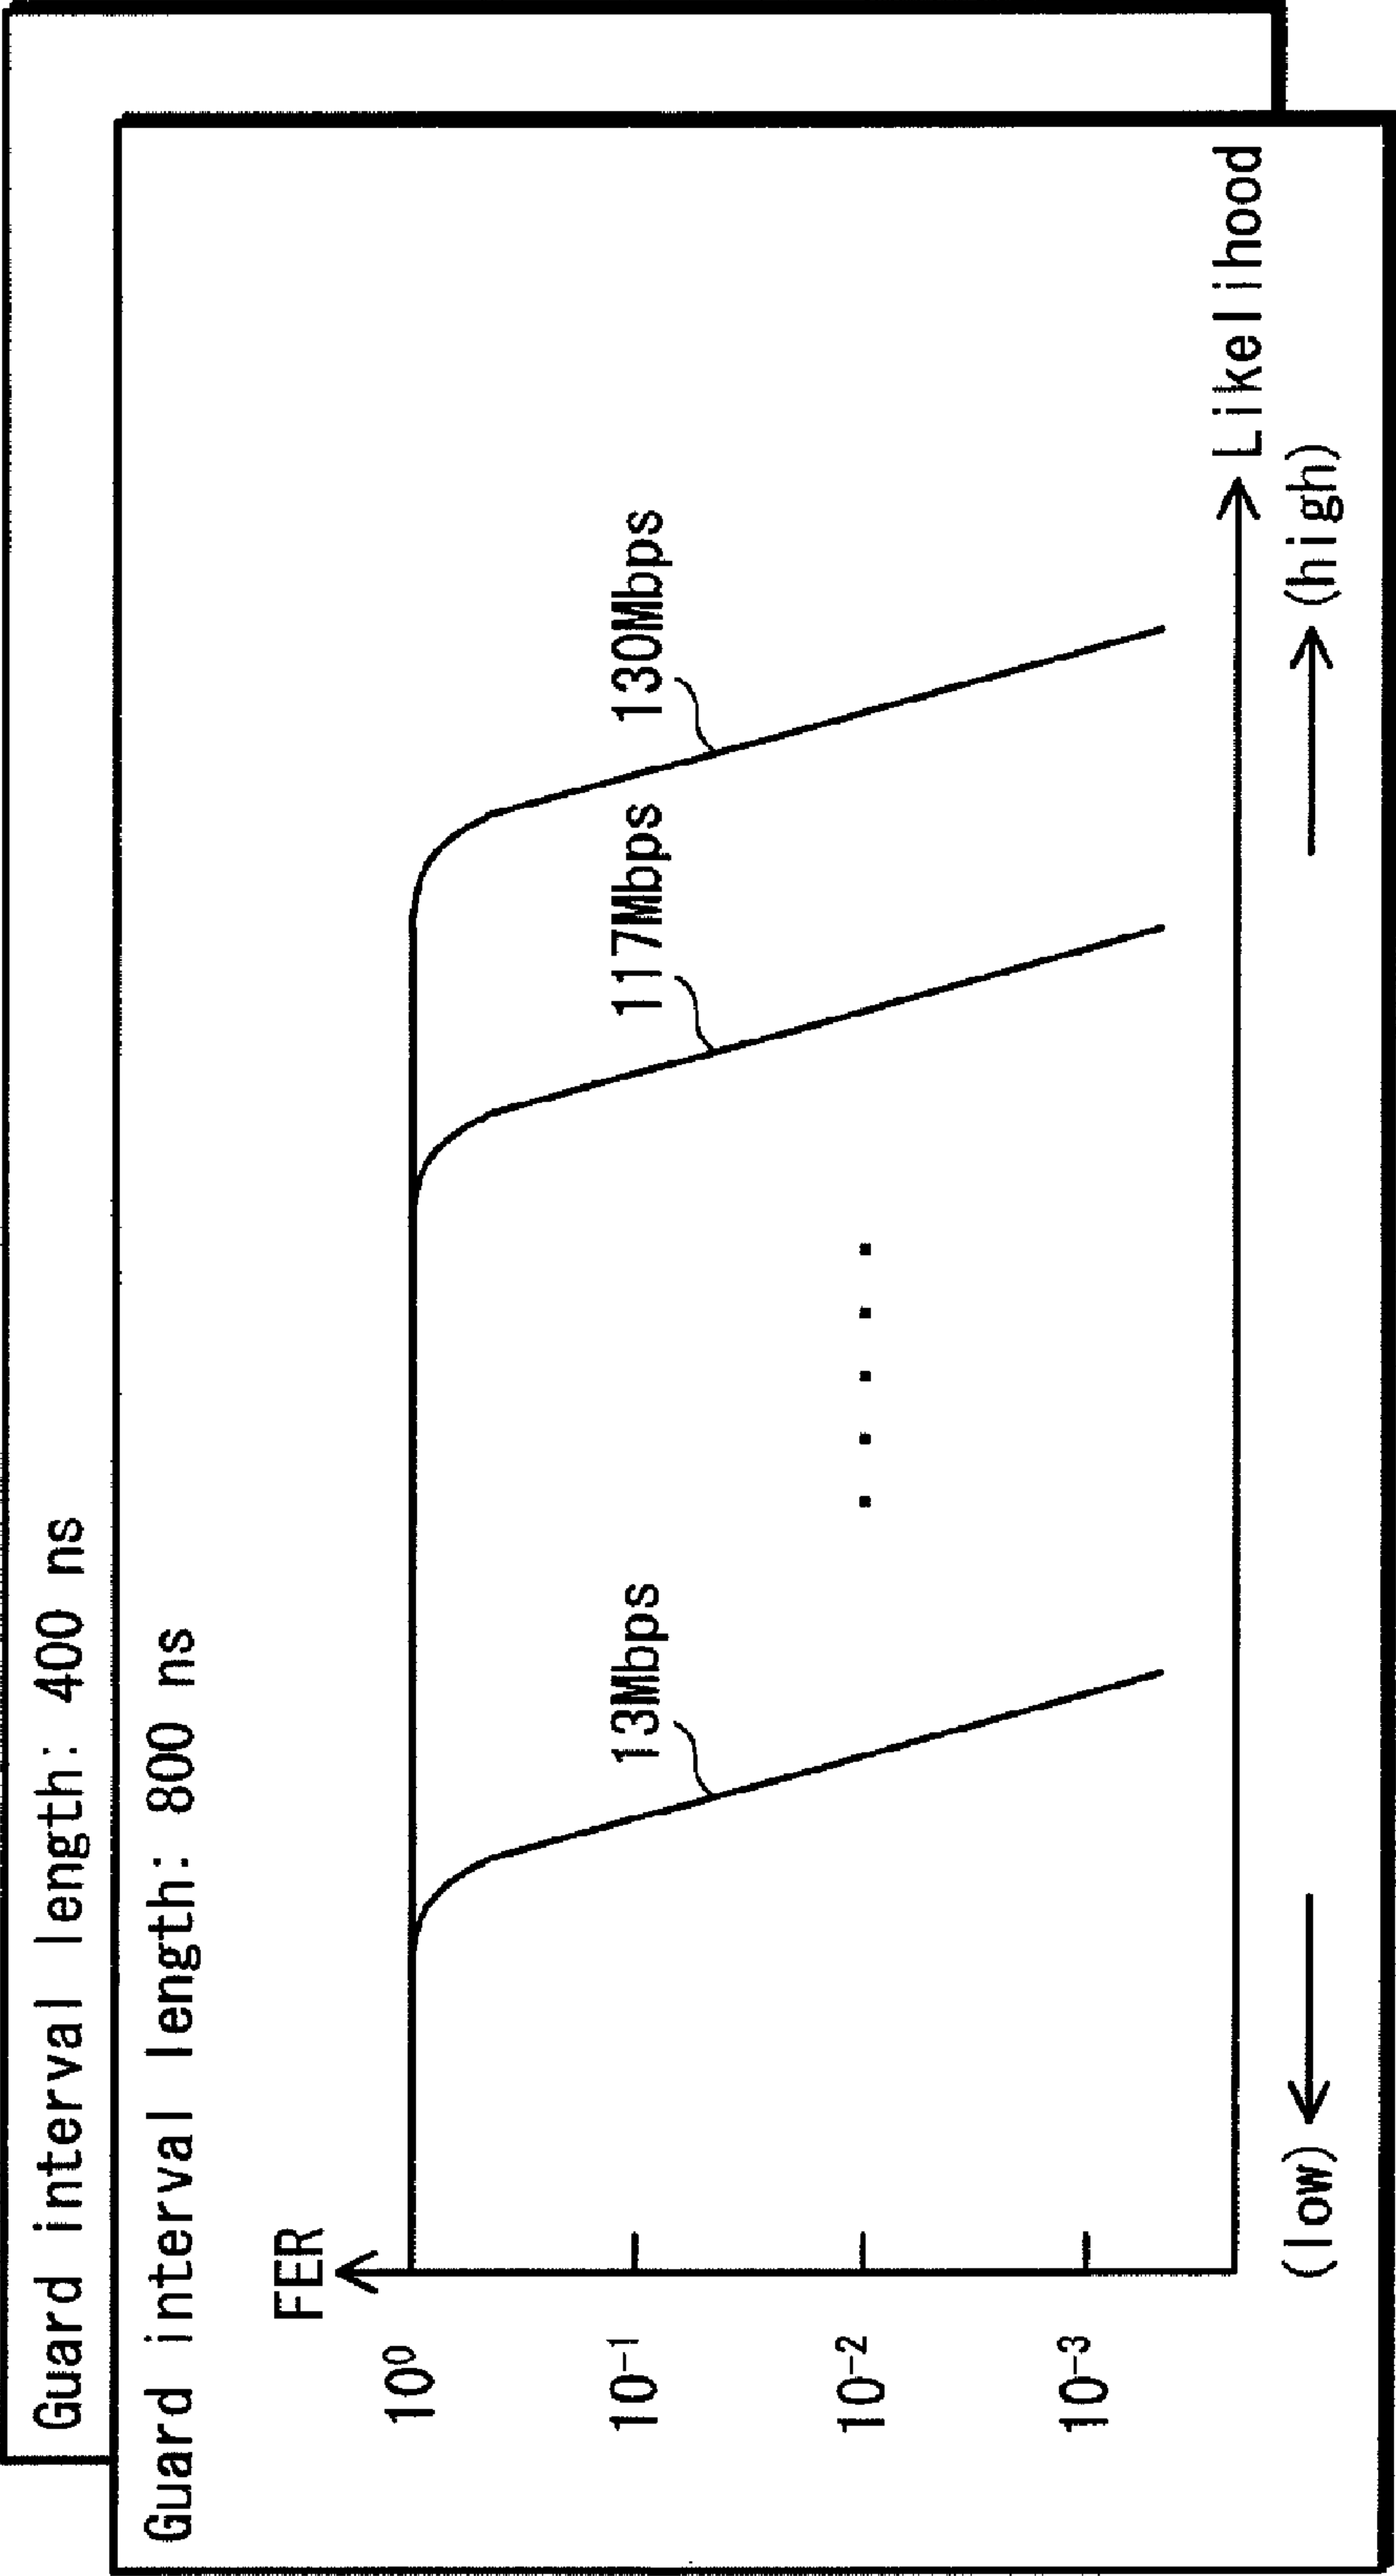 Guard interval length: 400 ns
Guard interval length: 800 ns
FER
10⁰
10⁻¹
10⁻²
10⁻³
13Mbps
117Mbps
130Mbps
Likelihood
(low)
(high)